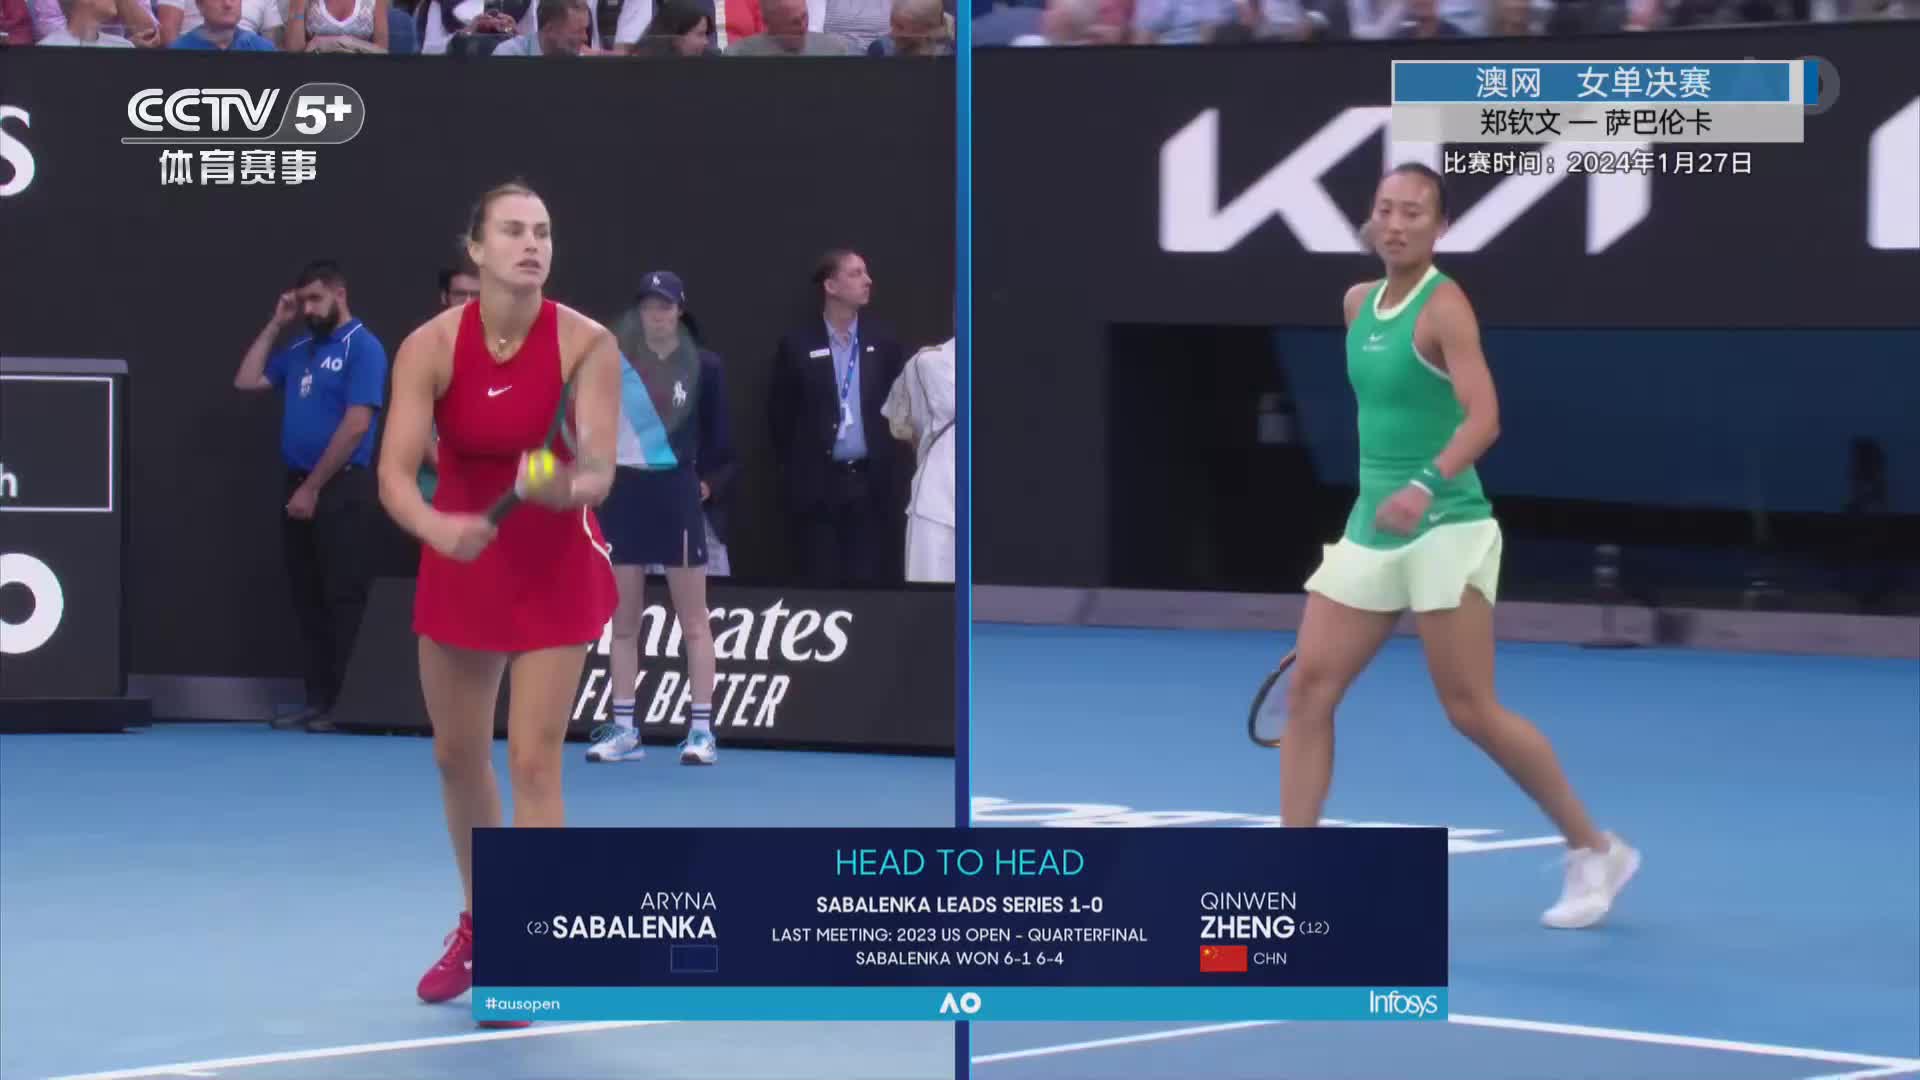 CCTV 5+
体育赛事
澳网 女单决赛
郑钦文 — 萨巴伦卡
比赛时间：2024年1月27日
KIA
AO
Emirates
FLY BETTER
HEAD TO HEAD
ARYNA
(2) SABALENKA
SABALENKA LEADS SERIES 1-0
LAST MEETING: 2023 US OPEN - QUARTERFINAL
SABALENKA WON 6-1 6-4
QINWEN
ZHENG (12)
CHN
#ausopen
AO
Infosys